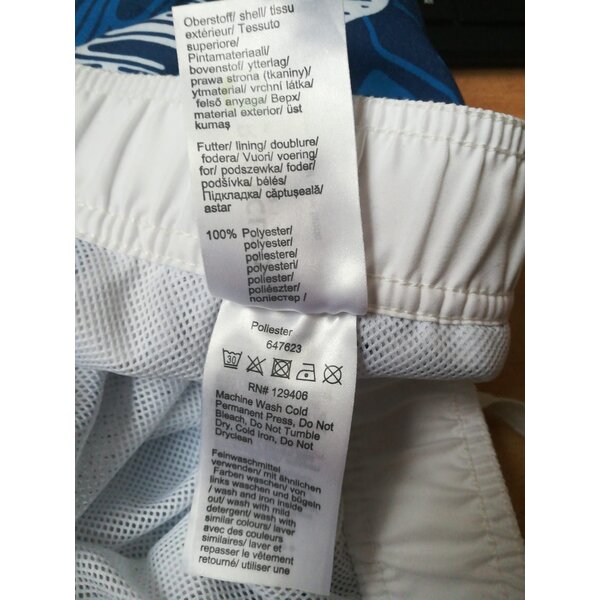 Oberstoff/ shell/ tissu
extérieur/ Tessuto
superiore/
Pintamateriaali/
bovenstof/ ytterlag/
prawa strona (tkaniny)/
ytmaterial/ vrchní látka/
felső anyaga/ Верх/
material exterior/ üst
kumaş
Futter/ lining/ doublure/
fodera/ Vuori/ voering/
for/ podszewka/ foder/
podšívka/ bélés/
Підкладка/ căptuşeală/
astar
100% Polyester/
polyester/
poliestere/
polyesteri/
poliester/
poliészter/
полієстер /
Poliester
647623
30
RN# 129406
Machine Wash Cold
Permanent Press, Do Not
Bleach, Do Not Tumble
Dry, Cold Iron, Do Not
Dryclean
Feinwaschmittel
verwenden/ mit ähnlichen
Farben waschen/ von
links waschen und bügeln
/ wash and iron inside
out/ wash with mild
detergent/ wash with
similar colours/ laver
avec des couleurs
similaires/ laver et
repasser le vêtement
retourné/ utiliser une